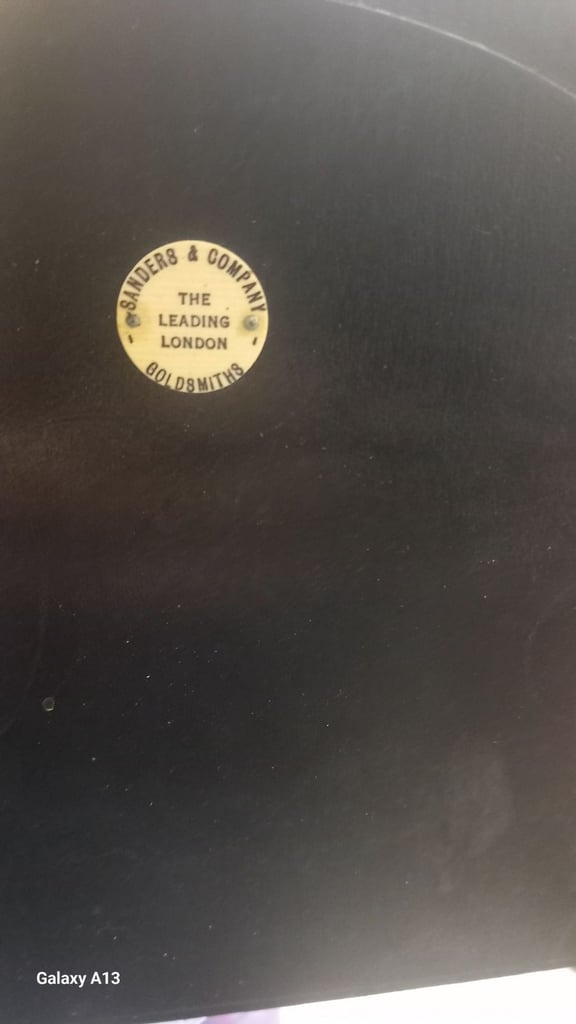 SANDERS & COMPANY
THE
LEADING
LONDON
GOLDSMITHS
Galaxy A13